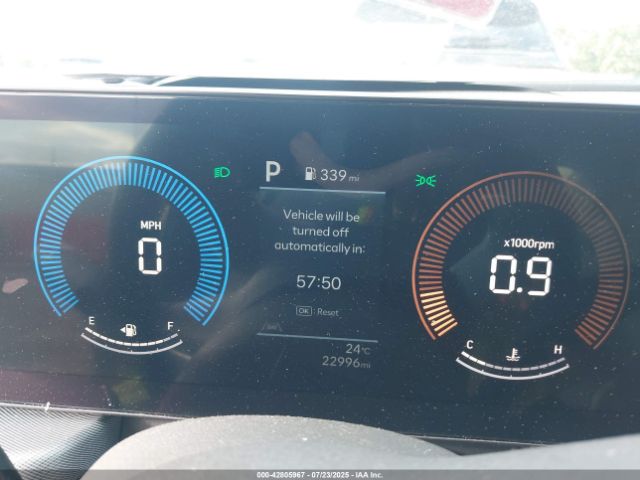 P 339 mi
MPH
0
E F
Vehicle will be
turned off
automatically in:
57:50
OK : Reset
24°C
22996mi
x1000rpm
0.9
C H
000-42805967 - 07/23/2025 - IAA Inc.